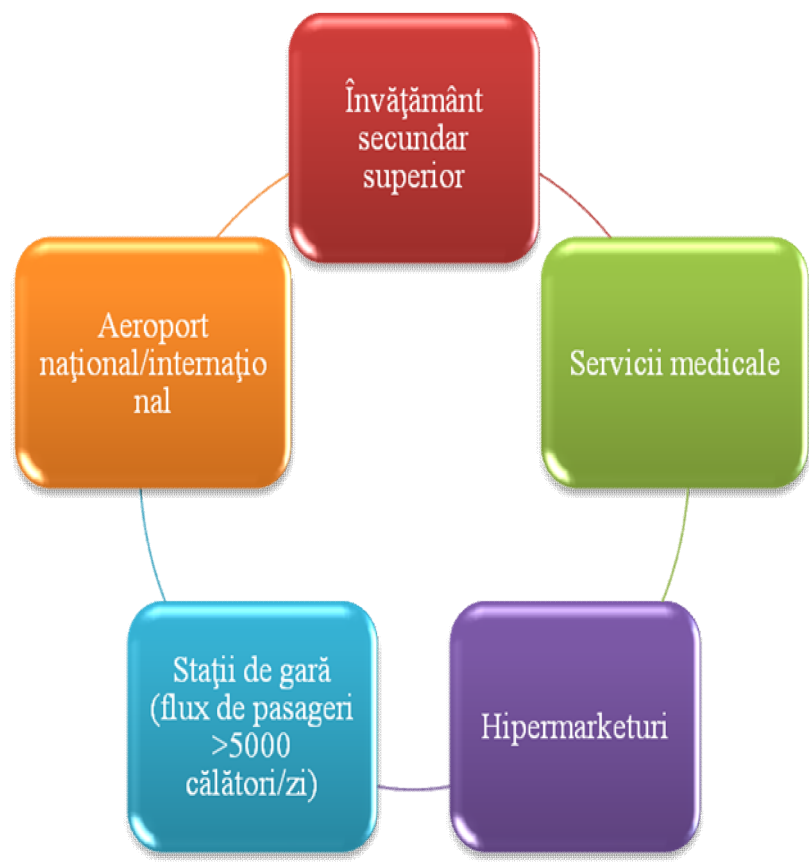 Învăţământ
secundar
superior
Servicii medicale
Hipermarketuri
Staţii de gară
(flux de pasageri
>5000
călători/zi)
Aeroport
naţional/internaţio
nal